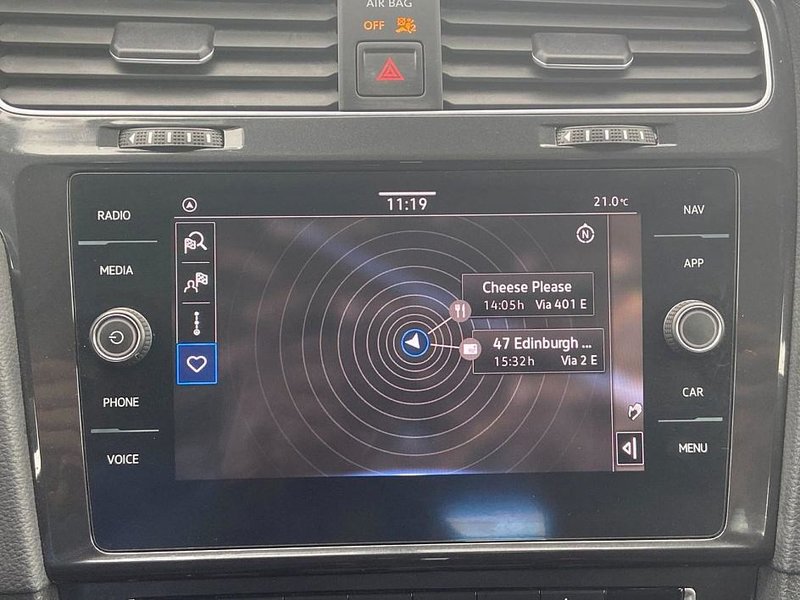 AIR BAG
OFF
2
RADIO
MEDIA
PHONE
VOICE
11:19
21.0°C
N
Cheese Please
14:05h Via 401 E
47 Edinburgh ...
15:32h Via 2 E
NAV
APP
CAR
MENU